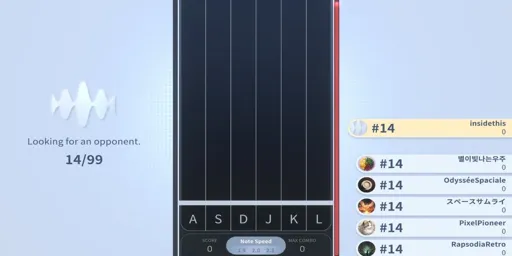 Looking for an opponent.
14/99
A S D J K L
SCORE
0
Note Speed
MAX COMBO
0
#14
insidethis
0
#14
별이빛나는우주
0
#14
OdysséeSpaciale
0
#14
スペースサムライ
0
#14
PixelPioneer
0
#14
RapsodiaRetro
0